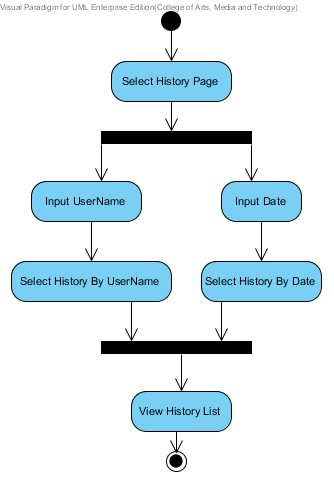 Visual Paradigm for UML Enterprise Edition(College of Arts, Media and Technology)
Select History Page
Input UserName
Input Date
Select History By UserName
Select History By Date
View History List